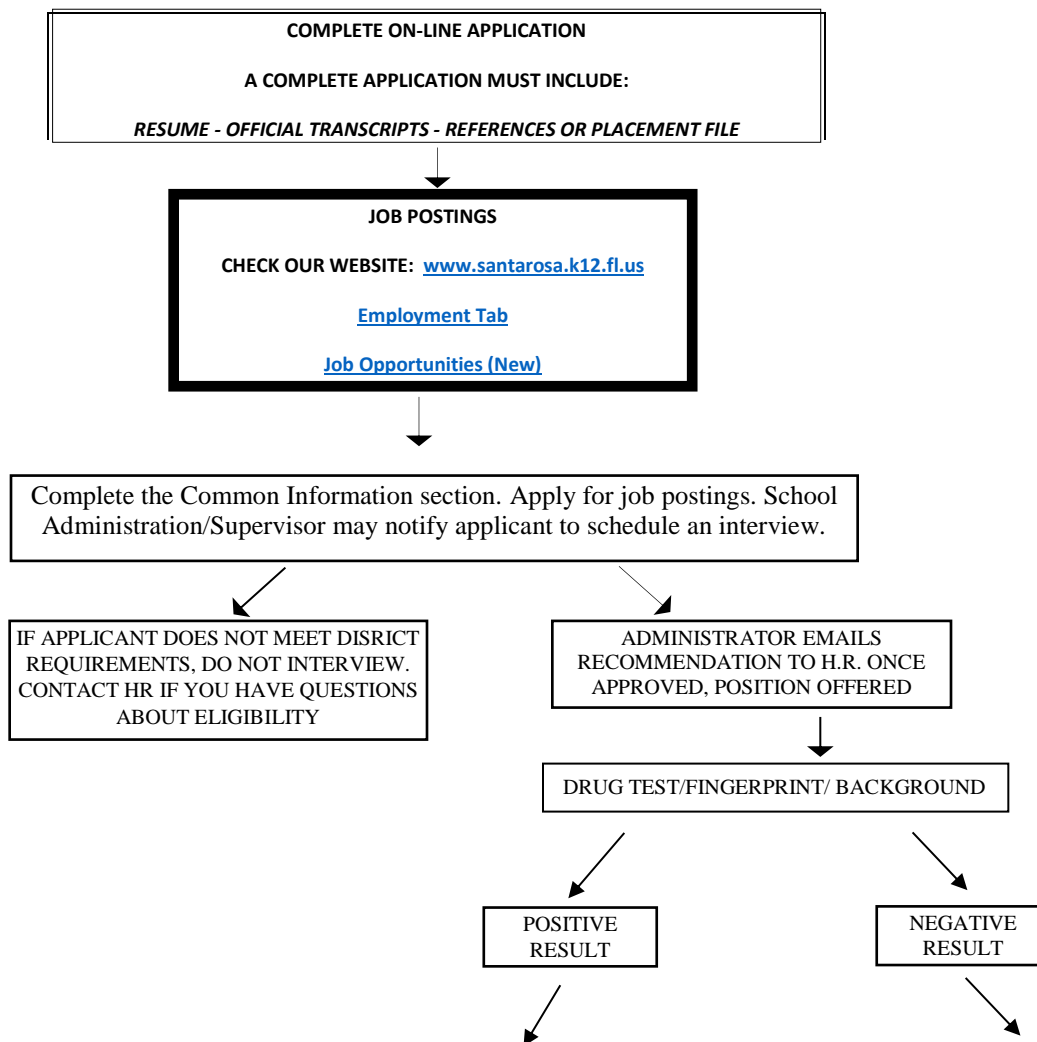 COMPLETE ON-LINE APPLICATION
A COMPLETE APPLICATION MUST INCLUDE:
RESUME - OFFICIAL TRANSCRIPTS - REFERENCES OR PLACEMENT FILE
JOB POSTINGS
CHECK OUR WEBSITE: www.santarosa.k12.fl.us
Employment Tab
Job Opportunities (New)
Complete the Common Information section. Apply for job postings. School
Administration/Supervisor may notify applicant to schedule an interview.
IF APPLICANT DOES NOT MEET DISRICT
REQUIREMENTS, DO NOT INTERVIEW.
CONTACT HR IF YOU HAVE QUESTIONS
ABOUT ELIGIBILITY
ADMINISTRATOR EMAILS
RECOMMENDATION TO H.R. ONCE
APPROVED, POSITION OFFERED
DRUG TEST/FINGERPRINT/ BACKGROUND
POSITIVE
RESULT
NEGATIVE
RESULT